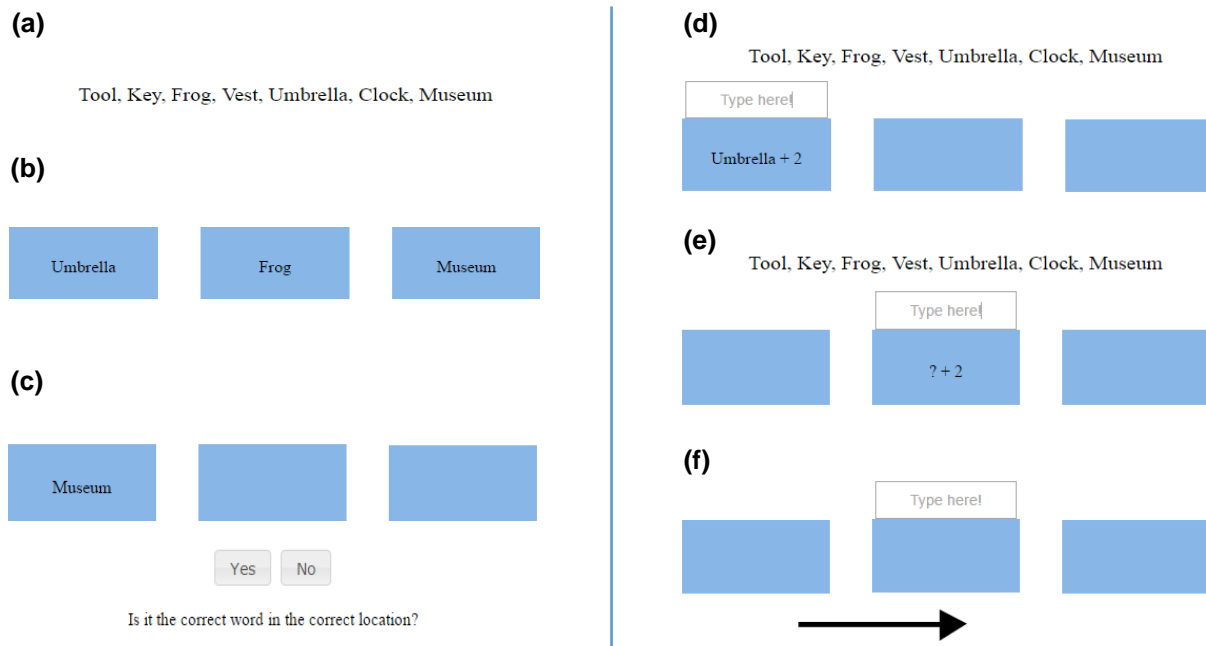 (a)
Tool, Key, Frog, Vest, Umbrella, Clock, Museum
(b)
Umbrella Frog Museum
(c)
Museum
Yes No
Is it the correct word in the correct location?
(d)
Tool, Key, Frog, Vest, Umbrella, Clock, Museum
Type here!
Umbrella + 2
(e)
Tool, Key, Frog, Vest, Umbrella, Clock, Museum
Type here!
? + 2
(f)
Type here!